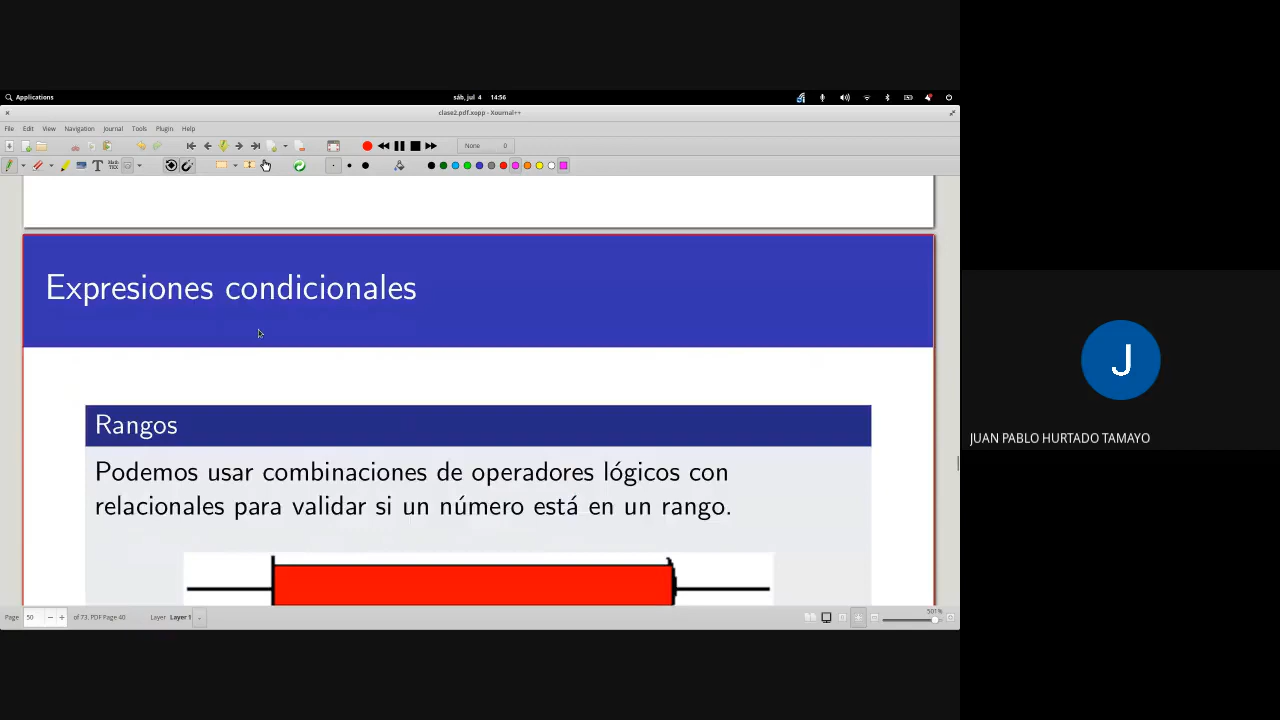 Applications
sáb, jul 4 14:56
clase2.pdf.xopp - Xournal++
File Edit View Navigation Journal Tools Plugin Help
None 0
Expresiones condicionales
Rangos
Podemos usar combinaciones de operadores lógicos con
relacionales para validar si un número está en un rango.
J
JUAN PABLO HURTADO TAMAYO
Page 50 of 73, PDF Page 40 Layer Layer 1
501%